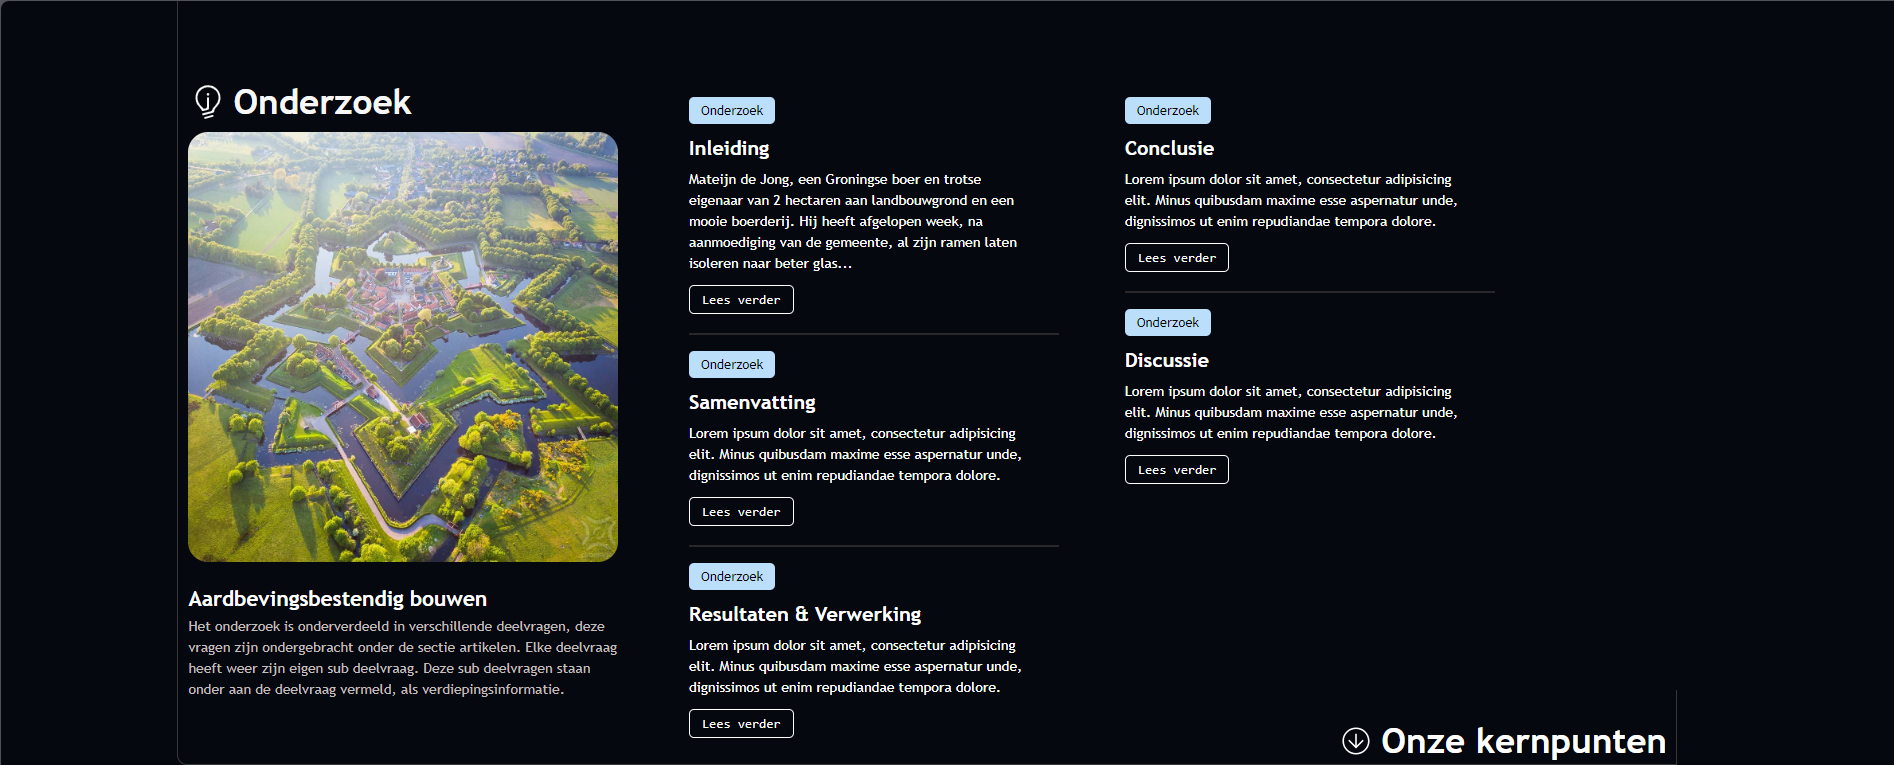 Onderzoek
Aardbevingsbestendig bouwen
Het onderzoek is onderverdeeld in verschillende deelvragen, deze
vragen zijn ondergebracht onder de sectie artikelen. Elke deelvraag
heeft weer zijn eigen sub deelvraag. Deze sub deelvragen staan
onder aan de deelvraag vermeld, als verdiepingsinformatie.
Onderzoek
Inleiding
Mateijn de Jong, een Groningse boer en trotse
eigenaar van 2 hectaren aan landbouwgrond en een
mooie boerderij. Hij heeft afgelopen week, na
aanmoediging van de gemeente, al zijn ramen laten
isoleren naar beter glas...
Lees verder
Onderzoek
Samenvatting
Lorem ipsum dolor sit amet, consectetur adipisicing
elit. Minus quibusdam maxime esse aspernatur unde,
dignissimos ut enim repudiandae tempora dolore.
Lees verder
Onderzoek
Resultaten & Verwerking
Lorem ipsum dolor sit amet, consectetur adipisicing
elit. Minus quibusdam maxime esse aspernatur unde,
dignissimos ut enim repudiandae tempora dolore.
Lees verder
Onderzoek
Conclusie
Lorem ipsum dolor sit amet, consectetur adipisicing
elit. Minus quibusdam maxime esse aspernatur unde,
dignissimos ut enim repudiandae tempora dolore.
Lees verder
Onderzoek
Discussie
Lorem ipsum dolor sit amet, consectetur adipisicing
elit. Minus quibusdam maxime esse aspernatur unde,
dignissimos ut enim repudiandae tempora dolore.
Lees verder
Onze kernpunten